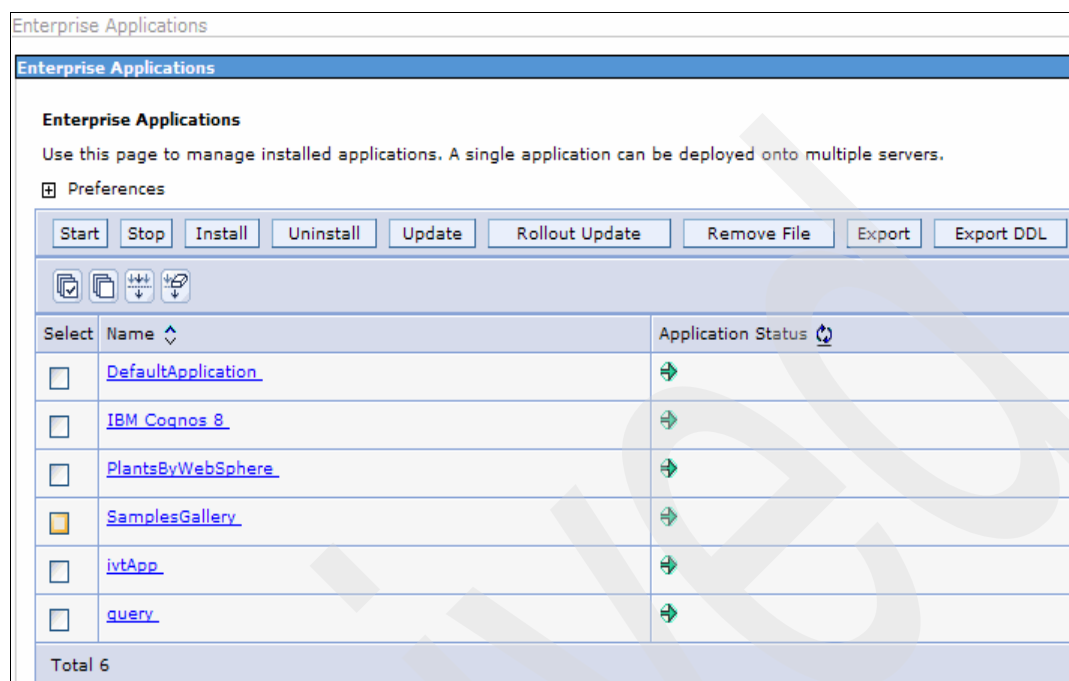 Enterprise Applications
Enterprise Applications
Enterprise Applications
Use this page to manage installed applications. A single application can be deployed onto multiple servers.
Preferences
Start Stop Install Uninstall Update Rollout Update Remove File Export Export DDL
Select Name Application Status
DefaultApplication
IBM Cognos 8
PlantsByWebSphere
SamplesGallery
ivtApp
query
Total 6